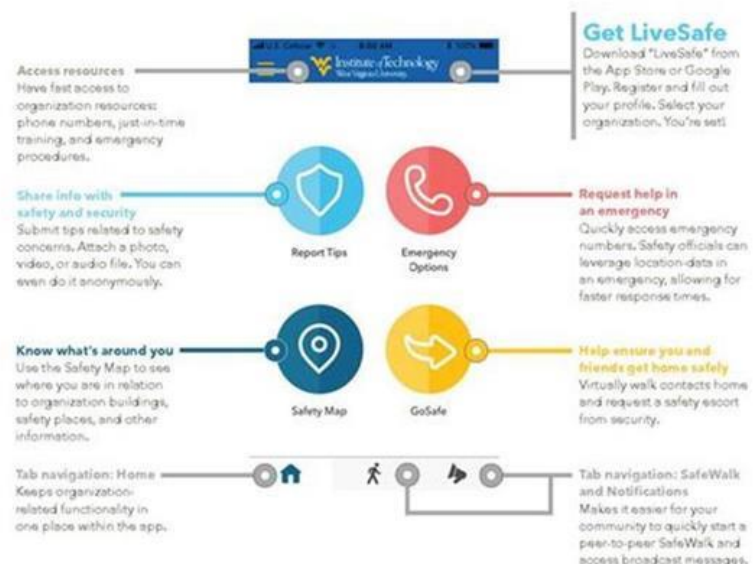 Get LiveSafe
Download "LiveSafe" from
the App Store or Google
Play. Register and fill out
your profile. Select your
organization. You're set!
Institute of Technology
West Virginia University
Access resources
Have fast access to
organization resources:
phone numbers, just-in-time
training, and emergency
procedures.
Share info with
safety and security
Submit tips related to safety
concerns. Attach a photo,
video, or audio file. You can
even do it anonymously.
Report Tips
Emergency
Options
Request help in
an emergency
Quickly access emergency
numbers. Safety officials can
leverage location-data in
an emergency, allowing for
faster response times.
Know what's around you
Use the Safety Map to see
where you are in relation
to organization buildings,
safety places, and other
information.
Safety Map
GoSafe
Help ensure you and
friends get home safely
Virtually walk contacts home
and request a safety escort
from security.
Tab navigation: Home
Keeps organization-
related functionality in
one place within the app.
Tab navigation: SafeWalk
and Notifications
Makes it easier for your
community to quickly start a
peer-to-peer SafeWalk and
access broadcast messages.